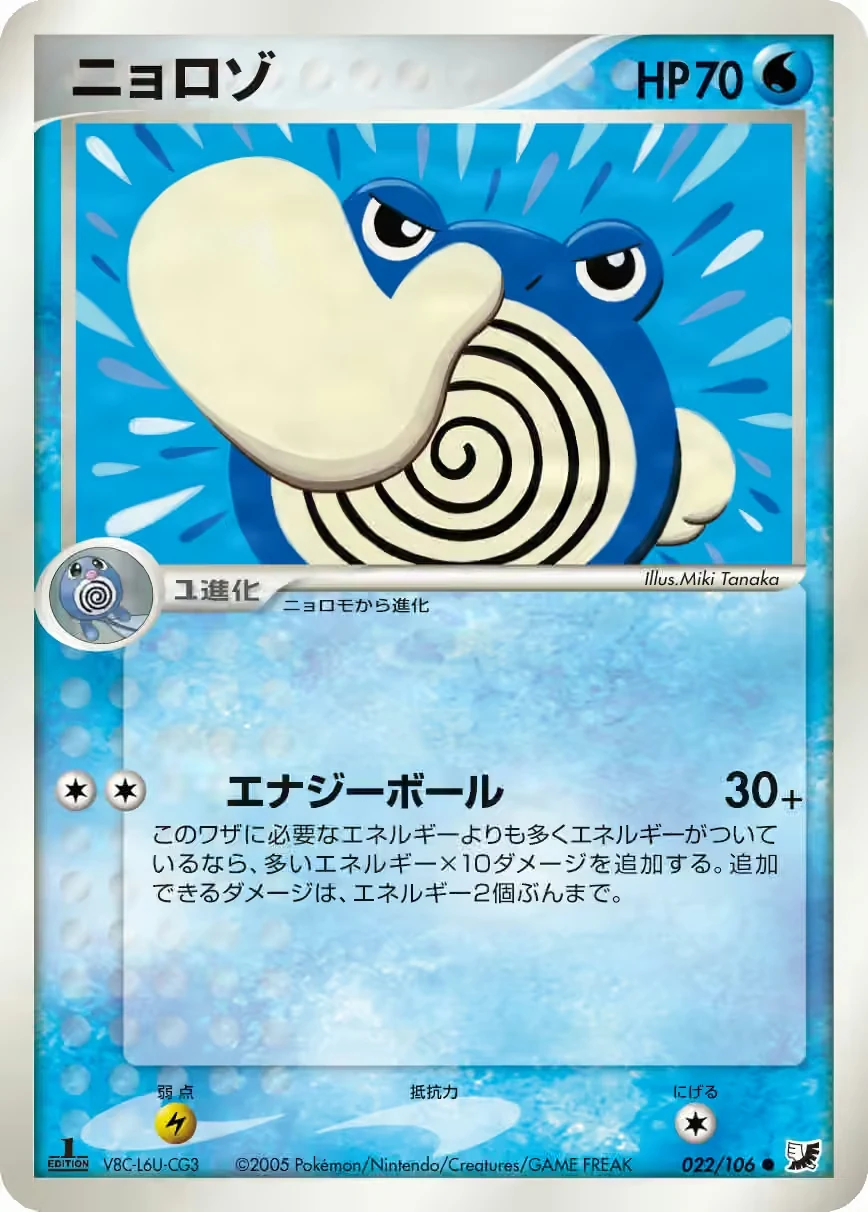 ニョロゾ
HP70
Illus.Miki Tanaka
1進化
ニョロモから進化
エナジーボール 30+
このワザに必要なエネルギーよりも多くエネルギーがついて
いるなら、多いエネルギー×10ダメージを追加する。追加
できるダメージは、エネルギー2個ぶんまで。
弱点 抵抗力 にげる
1 EDITION V8C-L6U-CG3 ©2005 Pokémon/Nintendo/Creatures/GAME FREAK 022/106 ●